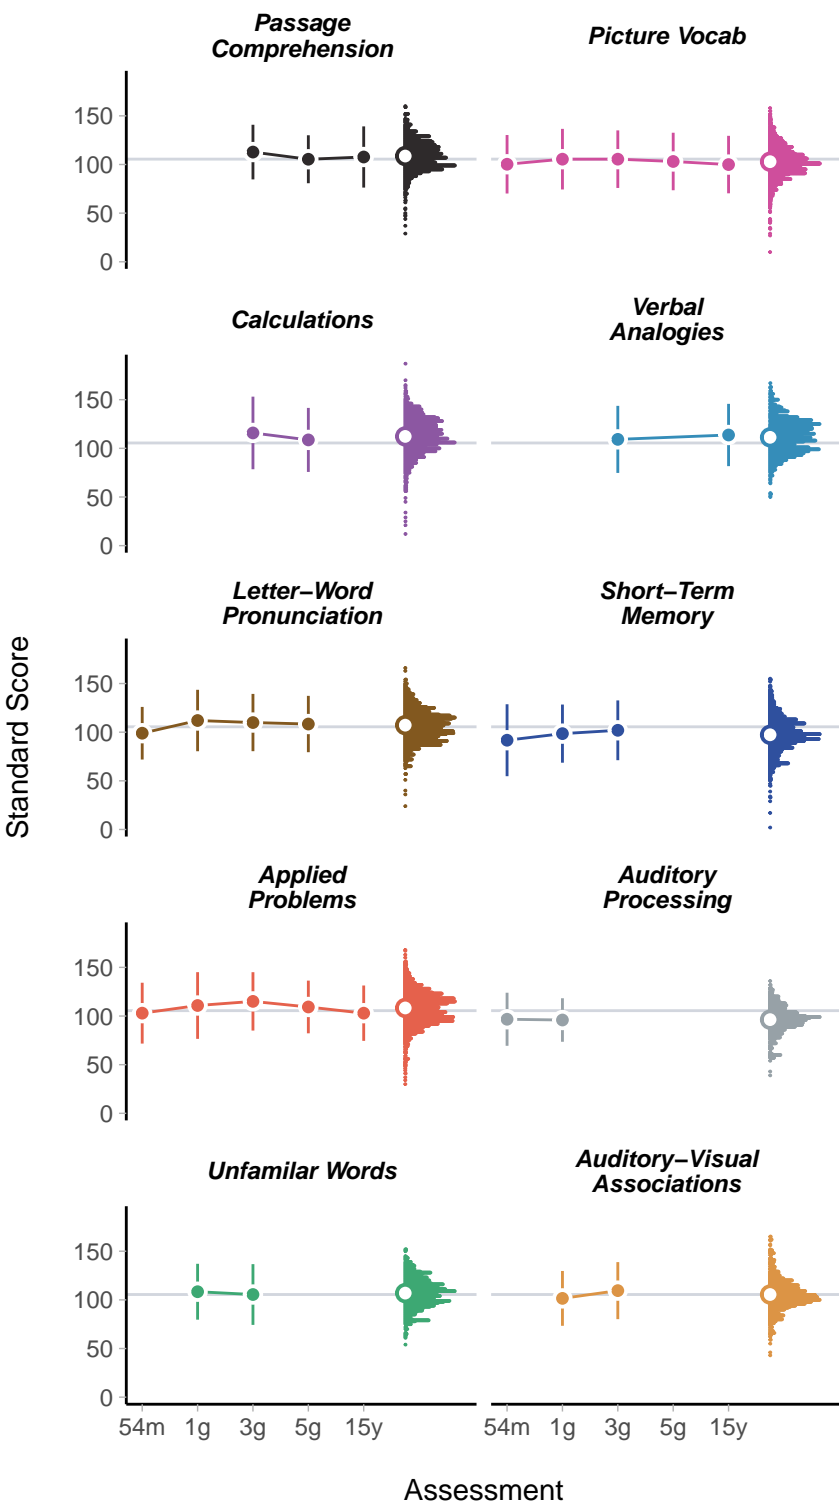 Passage
Comprehension
Picture Vocab
150
100
50
0
Calculations
Verbal
Analogies
150
100
50
0
Letter–Word
Pronunciation
Short–Term
Memory
150
100
50
0
Standard Score
Applied
Problems
Auditory
Processing
150
100
50
0
Unfamilar Words
Auditory–Visual
Associations
150
100
50
0
54m 1g 3g 5g 15y
54m 1g 3g 5g 15y
Assessment